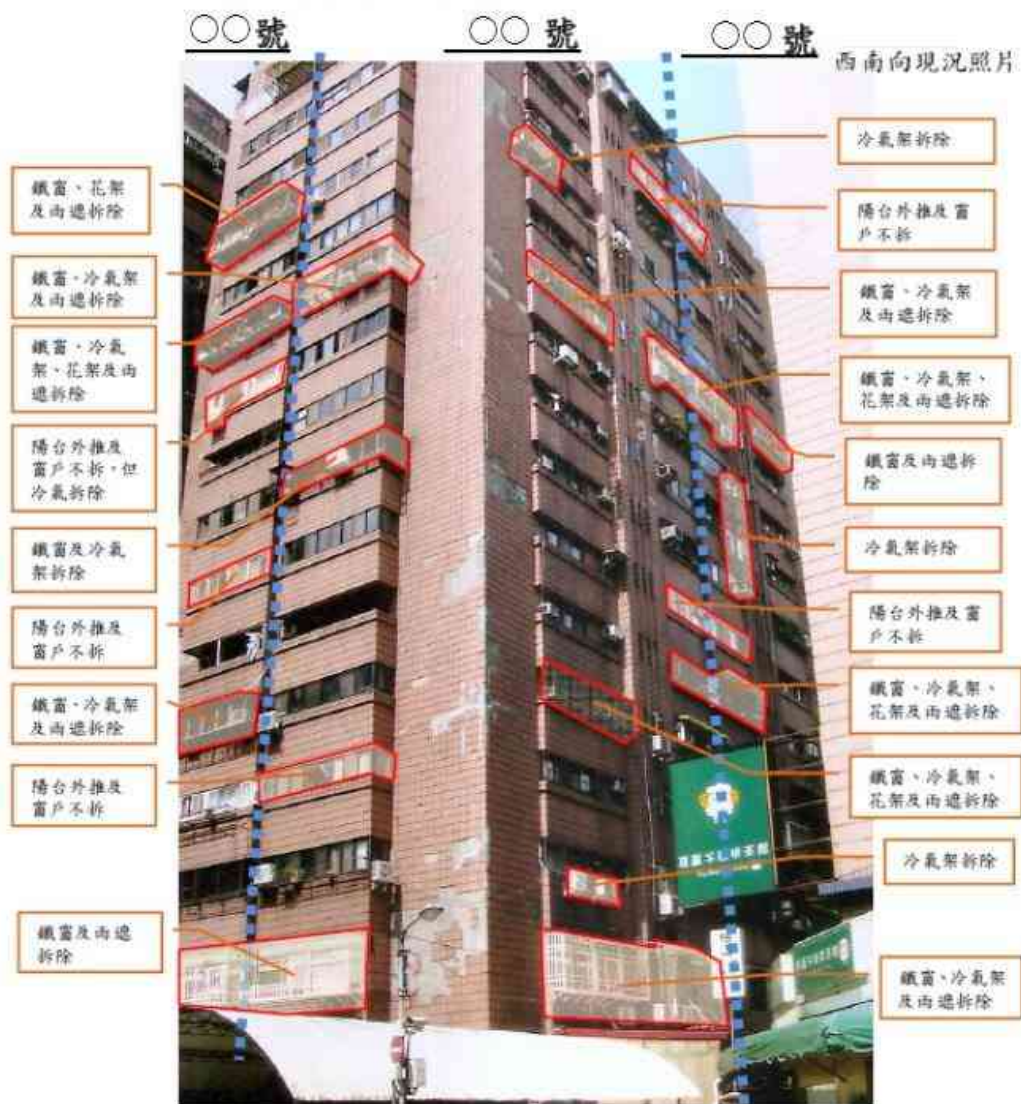 ○○號
○○號
○○號
西南向現況照片
鐵窗、花架
及雨遮拆除
鐵窗、冷氣架
及雨遮拆除
鐵窗、冷氣
架、花架及雨
遮拆除
陽台外推及
窗戶不拆,但
冷氣拆除
鐵窗及冷氣
架拆除
陽台外推及
窗戶不拆
鐵窗、冷氣架
及雨遮拆除
陽台外推及
窗戶不拆
鐵窗及雨遮
拆除
冷氣架拆除
陽台外推及窗
戶不拆
鐵窗、冷氣架
及雨遮拆除
鐵窗、冷氣架、
花架及雨遮拆除
鐵窗及雨遮拆
除
冷氣架拆除
陽台外推及窗
戶不拆
鐵窗、冷氣架、
花架及雨遮拆除
鐵窗、冷氣架、
花架及雨遮拆除
冷氣架拆除
鐵窗、冷氣架
及雨遮拆除